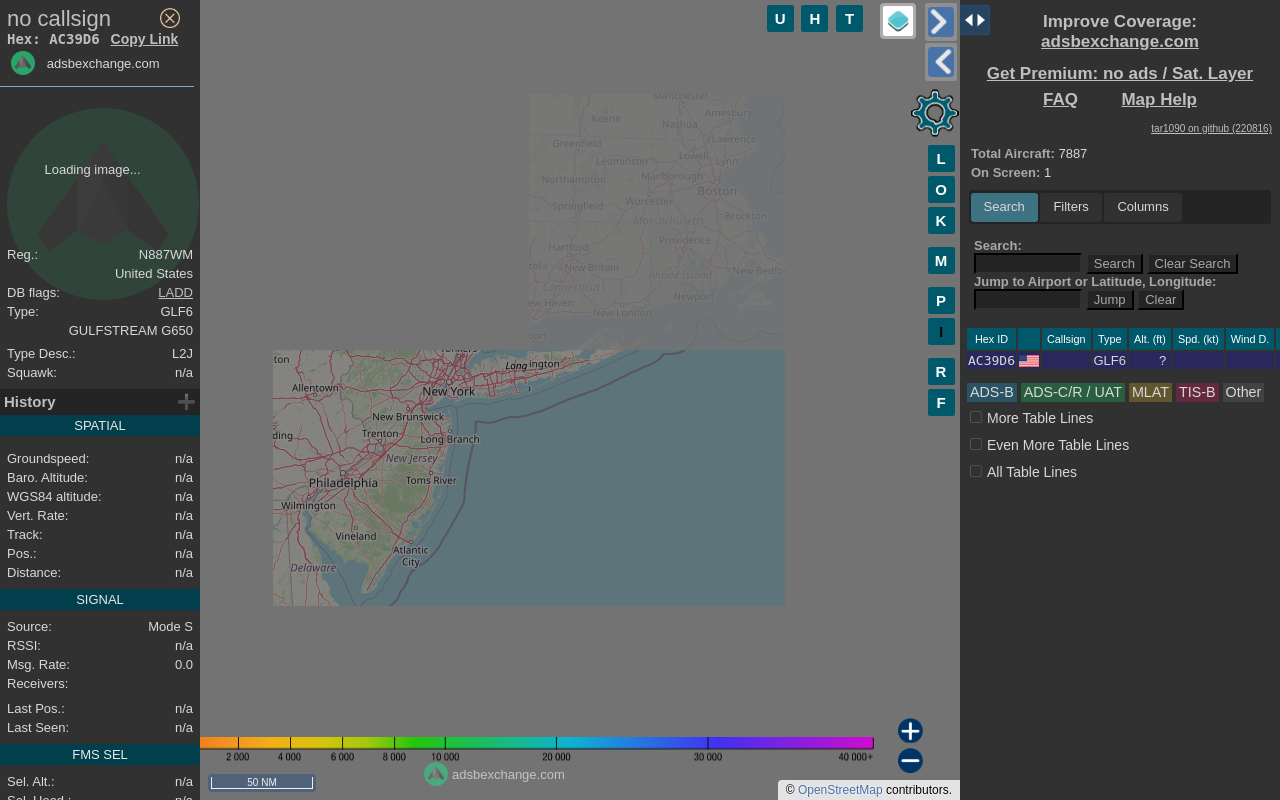 no callsign
Hex: AC39D6 Copy Link
adsbexchange.com
Loading image...
Reg.: N887WM
United States
DB flags: LADD
Type: GLF6
GULFSTREAM G650
Type Desc.: L2J
Squawk: n/a
History
SPATIAL
Groundspeed: n/a
Baro. Altitude: n/a
WGS84 altitude: n/a
Vert. Rate: n/a
Track: n/a
Pos.: n/a
Distance: n/a
SIGNAL
Source: Mode S
RSSI: n/a
Msg. Rate: 0.0
Receivers:
Last Pos.: n/a
Last Seen: n/a
FMS SEL
Sel. Alt.: n/a
Sel. Head.: n/a
U H T
L
O
K
M
P
I
R
F
Manchester
Keene
Amesbury
Nashua
Greenfield
Lawrence
Leominster
Lowell
Lynn
Northampton
Marlborough
Boston
Springfield
Worcester
Massachusetts
Brockton
Providence
Hartford
New Britain
Rhode Island
New Bedfo
Connecticut
Newport
ew Haven
New London
port
ton
Yonkers
Long
ington
Allentown
New York
New Brunswick
ding
Trenton
Long Branch
New Jersey
Philadelphia
Toms River
Wilmington
Vineland
Atlantic
City
Delaware
2 000 4 000 6 000 8 000 10 000 20 000 30 000 40 000+
50 NM
adsbexchange.com
© OpenStreetMap contributors.
Improve Coverage:
adsbexchange.com
Get Premium: no ads / Sat. Layer
FAQ Map Help
tar1090 on github (220816)
Total Aircraft: 7887
On Screen: 1
Search Filters Columns
Search:
Search Clear Search
Jump to Airport or Latitude, Longitude:
Jump Clear
Hex ID Callsign Type Alt. (ft) Spd. (kt) Wind D.
AC39D6 GLF6 ?
ADS-B ADS-C/R / UAT MLAT TIS-B Other
More Table Lines
Even More Table Lines
All Table Lines